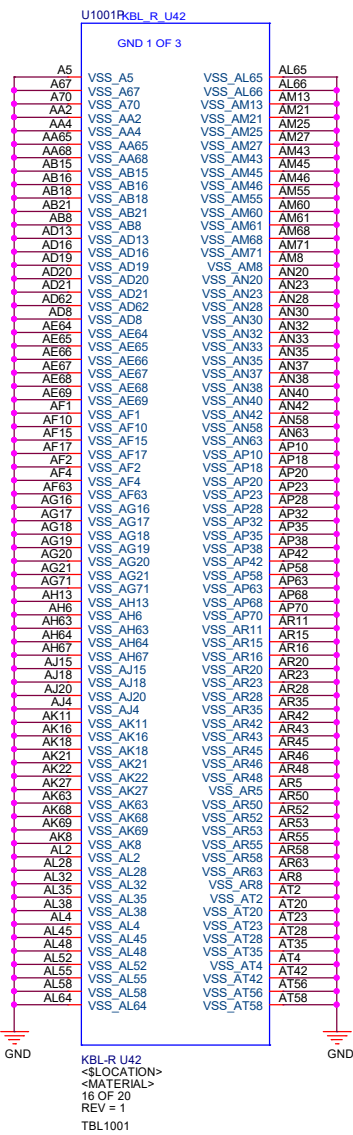 U1001P KBL_R_U42
GND 1 OF 3
A5 VSS_A5 VSS_AL65 AL65
A67 VSS_A67 VSS_AL66 AL66
A70 VSS_A70 VSS_AM13 AM13
AA2 VSS_AA2 VSS_AM21 AM21
AA4 VSS_AA4 VSS_AM25 AM25
AA65 VSS_AA65 VSS_AM27 AM27
AA68 VSS_AA68 VSS_AM43 AM43
AB15 VSS_AB15 VSS_AM45 AM45
AB16 VSS_AB16 VSS_AM46 AM46
AB18 VSS_AB18 VSS_AM55 AM55
AB21 VSS_AB21 VSS_AM60 AM60
AB8 VSS_AB8 VSS_AM61 AM61
AD13 VSS_AD13 VSS_AM68 AM68
AD16 VSS_AD16 VSS_AM71 AM71
AD19 VSS_AD19 VSS_AM8 AM8
AD20 VSS_AD20 VSS_AN20 AN20
AD21 VSS_AD21 VSS_AN23 AN23
AD62 VSS_AD62 VSS_AN28 AN28
AD8 VSS_AD8 VSS_AN30 AN30
AE64 VSS_AE64 VSS_AN32 AN32
AE65 VSS_AE65 VSS_AN33 AN33
AE66 VSS_AE66 VSS_AN35 AN35
AE67 VSS_AE67 VSS_AN37 AN37
AE68 VSS_AE68 VSS_AN38 AN38
AE69 VSS_AE69 VSS_AN40 AN40
AF1 VSS_AF1 VSS_AN42 AN42
AF10 VSS_AF10 VSS_AN58 AN58
AF15 VSS_AF15 VSS_AN63 AN63
AF17 VSS_AF17 VSS_AP10 AP10
AF2 VSS_AF2 VSS_AP18 AP18
AF4 VSS_AF4 VSS_AP20 AP20
AF63 VSS_AF63 VSS_AP23 AP23
AG16 VSS_AG16 VSS_AP28 AP28
AG17 VSS_AG17 VSS_AP32 AP32
AG18 VSS_AG18 VSS_AP35 AP35
AG19 VSS_AG19 VSS_AP38 AP38
AG20 VSS_AG20 VSS_AP42 AP42
AG21 VSS_AG21 VSS_AP58 AP58
AG71 VSS_AG71 VSS_AP63 AP63
AH13 VSS_AH13 VSS_AP68 AP68
AH6 VSS_AH6 VSS_AP70 AP70
AH63 VSS_AH63 VSS_AR11 AR11
AH64 VSS_AH64 VSS_AR15 AR15
AH67 VSS_AH67 VSS_AR16 AR16
AJ15 VSS_AJ15 VSS_AR20 AR20
AJ18 VSS_AJ18 VSS_AR23 AR23
AJ20 VSS_AJ20 VSS_AR28 AR28
AJ4 VSS_AJ4 VSS_AR35 AR35
AK11 VSS_AK11 VSS_AR42 AR42
AK16 VSS_AK16 VSS_AR43 AR43
AK18 VSS_AK18 VSS_AR45 AR45
AK21 VSS_AK21 VSS_AR46 AR46
AK22 VSS_AK22 VSS_AR48 AR48
AK27 VSS_AK27 VSS_AR5 AR5
AK63 VSS_AK63 VSS_AR50 AR50
AK68 VSS_AK68 VSS_AR52 AR52
AK69 VSS_AK69 VSS_AR53 AR53
AK8 VSS_AK8 VSS_AR55 AR55
AL2 VSS_AL2 VSS_AR58 AR58
AL28 VSS_AL28 VSS_AR63 AR63
AL32 VSS_AL32 VSS_AR8 AR8
AL35 VSS_AL35 VSS_AT2 AT2
AL38 VSS_AL38 VSS_AT20 AT20
AL4 VSS_AL4 VSS_AT23 AT23
AL45 VSS_AL45 VSS_AT28 AT28
AL48 VSS_AL48 VSS_AT35 AT35
AL52 VSS_AL52 VSS_AT4 AT4
AL55 VSS_AL55 VSS_AT42 AT42
AL58 VSS_AL58 VSS_AT56 AT56
AL64 VSS_AL64 VSS_AT58 AT58
GND GND
KBL-R U42
<$LOCATION>
<MATERIAL>
16 OF 20
REV = 1
TBL1001